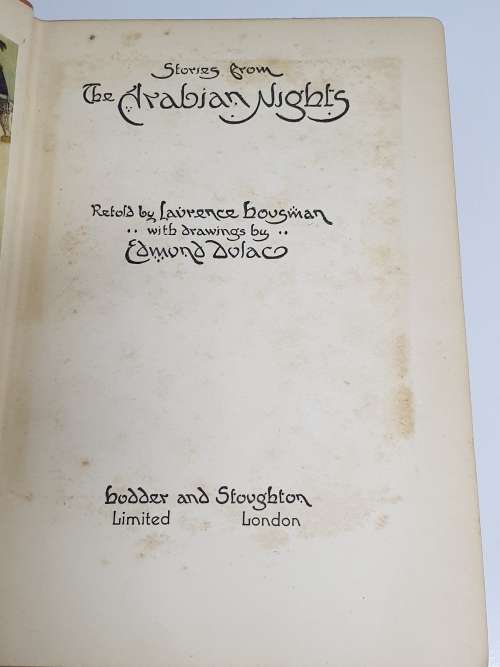 Stories from
The Arabian Nights
Retold by Laurence Housman
•• with drawings by ••
Edmund Dulac
Hodder and Stoughton
Limited London